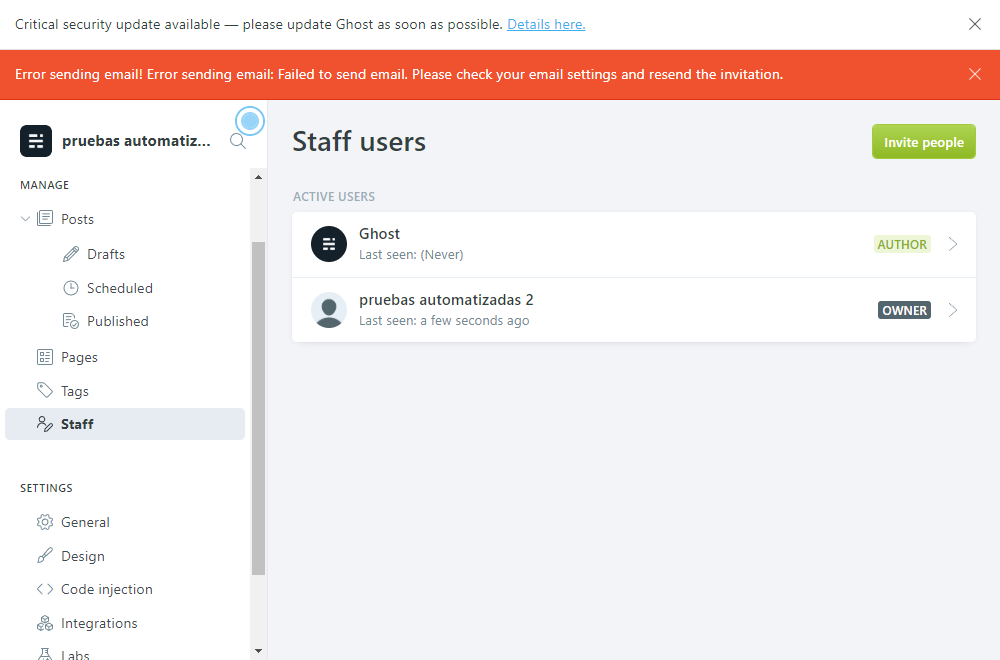 Critical security update available — please update Ghost as soon as possible. Details here.
Error sending email! Error sending email: Failed to send email. Please check your email settings and resend the invitation.
pruebas automatiz...
Staff users
Invite people
MANAGE
Posts
Drafts
Scheduled
Published
Pages
Tags
Staff
SETTINGS
General
Design
Code injection
Integrations
Labs
ACTIVE USERS
Ghost
Last seen: (Never)
AUTHOR
pruebas automatizadas 2
Last seen: a few seconds ago
OWNER